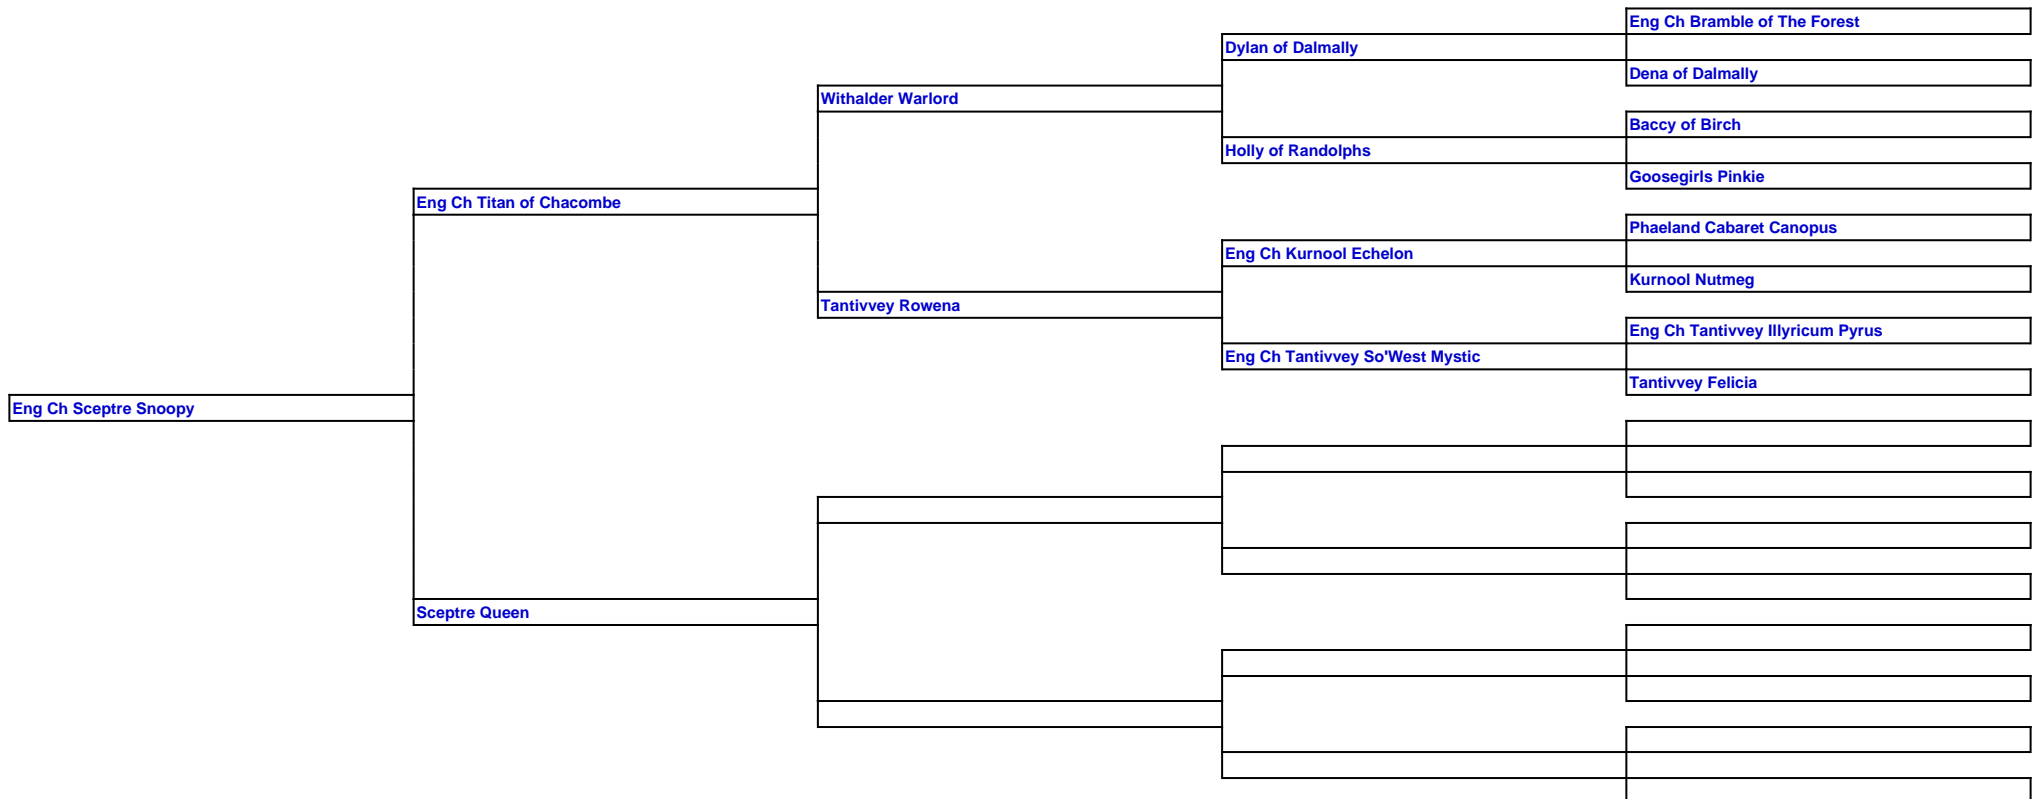 Eng Ch Bramble of The Forest
Dylan of Dalmally
Dena of Dalmally
Withalder Warlord
Baccy of Birch
Holly of Randolphs
Goosegirls Pinkie
Eng Ch Titan of Chacombe
Phaeland Cabaret Canopus
Eng Ch Kurnool Echelon
Kurnool Nutmeg
Tantivvey Rowena
Eng Ch Tantivvey Illyricum Pyrus
Eng Ch Tantivvey So'West Mystic
Tantivvey Felicia
Eng Ch Sceptre Snoopy
Sceptre Queen